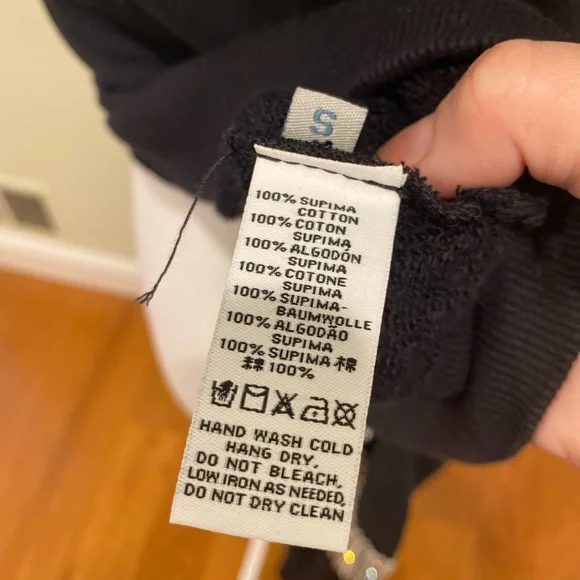 S
100% SUPIMA
COTTON
100% COTON
SUPIMA
100% ALGODÓN
SUPIMA
100% COTONE
SUPIMA
100% SUPIMA-
BAUMWOLLE
100% ALGODÃO
SUPIMA
100% SUPIMA 棉
100%
HAND WASH COLD
HANG DRY,
DO NOT BLEACH,
LOW IRON AS NEEDED,
DO NOT DRY CLEAN